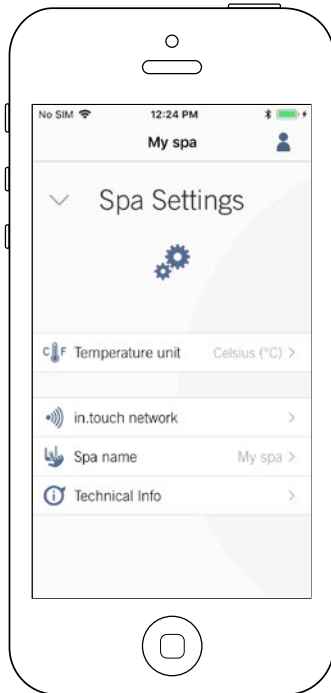 No SIM 12:24 PM
My spa
Spa Settings
C F Temperature unit Celsius (°C) >
in.touch network >
Spa name My spa >
Technical Info >